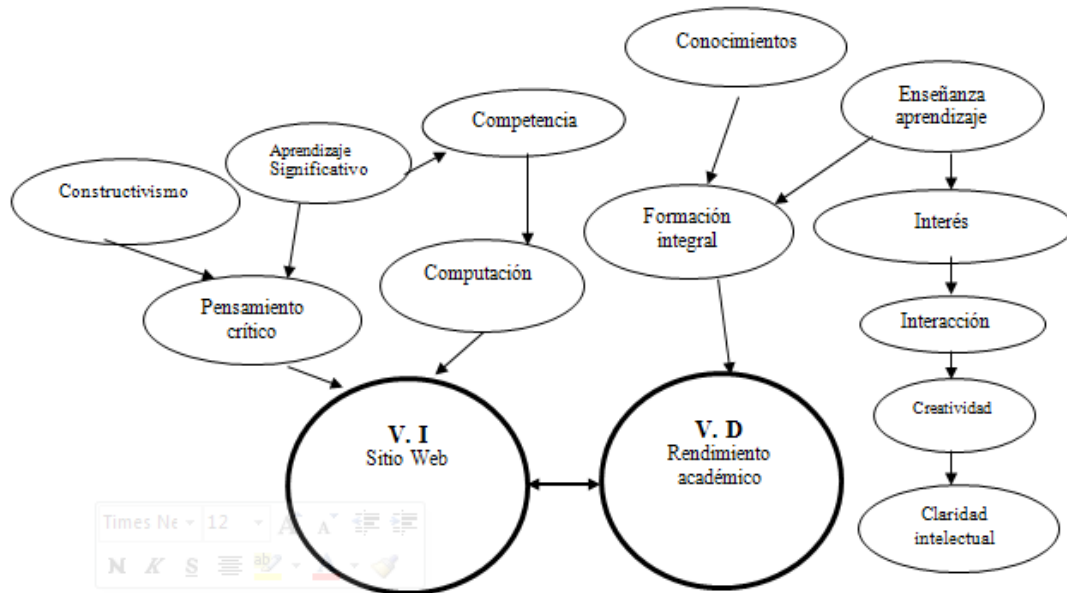 Conocimientos
Enseñanza
aprendizaje
Competencia
Aprendizaje
Significativo
Constructivismo
Formación
integral
Interés
Computación
Pensamiento
crítico
Interacción
Creatividad
V. I
Sitio Web
V. D
Rendimiento
académico
Claridad
intelectual
Times Ne 12 A A
N K S ab A